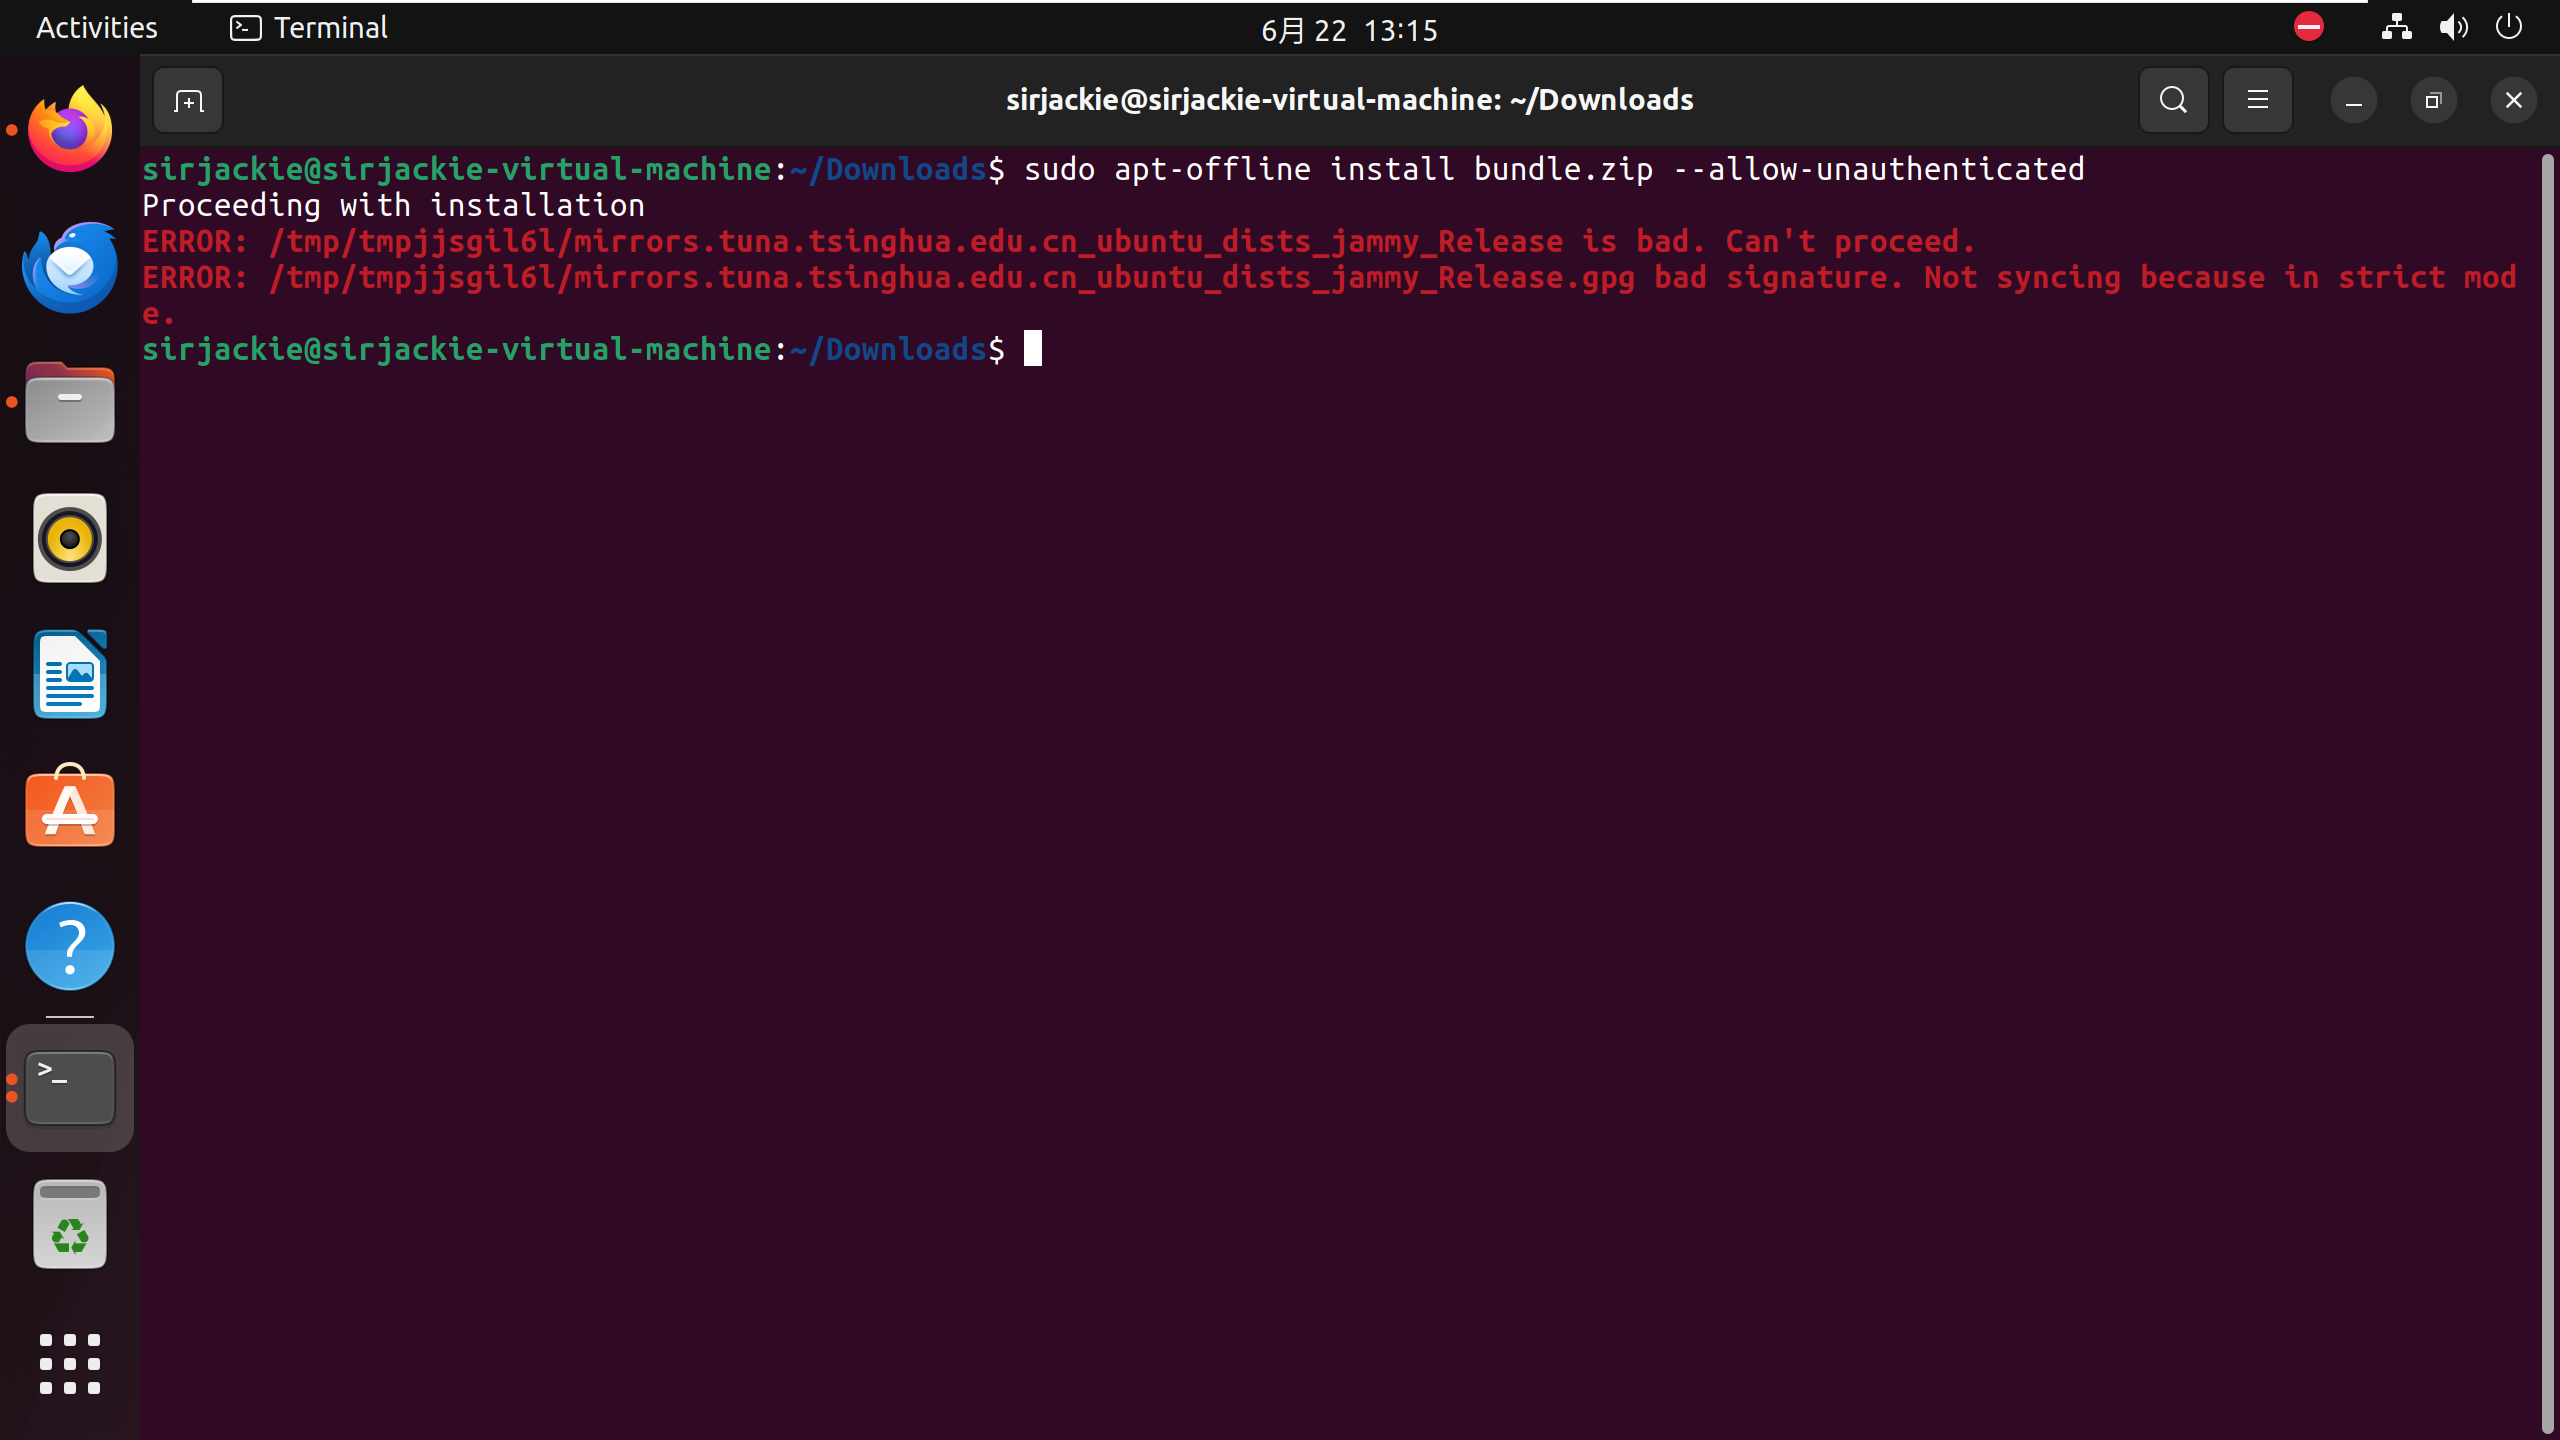 Activities Terminal 6月 22 13:15
sirjackie@sirjackie-virtual-machine: ~/Downloads
sirjackie@sirjackie-virtual-machine:~/Downloads$ sudo apt-offline install bundle.zip --allow-unauthenticated
Proceeding with installation
ERROR: /tmp/tmpjjsgil6l/mirrors.tuna.tsinghua.edu.cn_ubuntu_dists_jammy_Release is bad. Can't proceed.
ERROR: /tmp/tmpjjsgil6l/mirrors.tuna.tsinghua.edu.cn_ubuntu_dists_jammy_Release.gpg bad signature. Not syncing because in strict mod
e.
sirjackie@sirjackie-virtual-machine:~/Downloads$